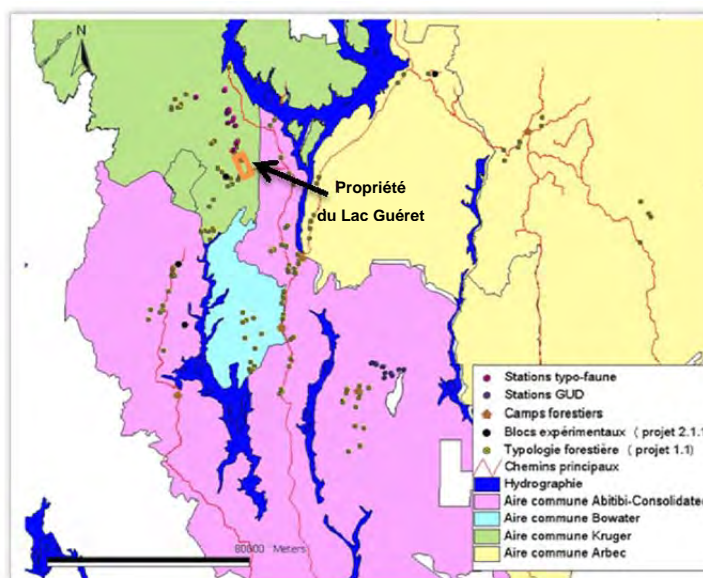 N
Propriété
du Lac Guéret
Stations typo-faune
Stations GUD
Camps forestiers
Blocs expérimentaux ( projet 2.1.1
Typologie forestière ( projet 1.1)
Chemins principaux
Hydrographie
Aire commune Abitibi-Consolidated
Aire commune Bowater
Aire commune Kruger
Aire commune Arbec
80000 Meters